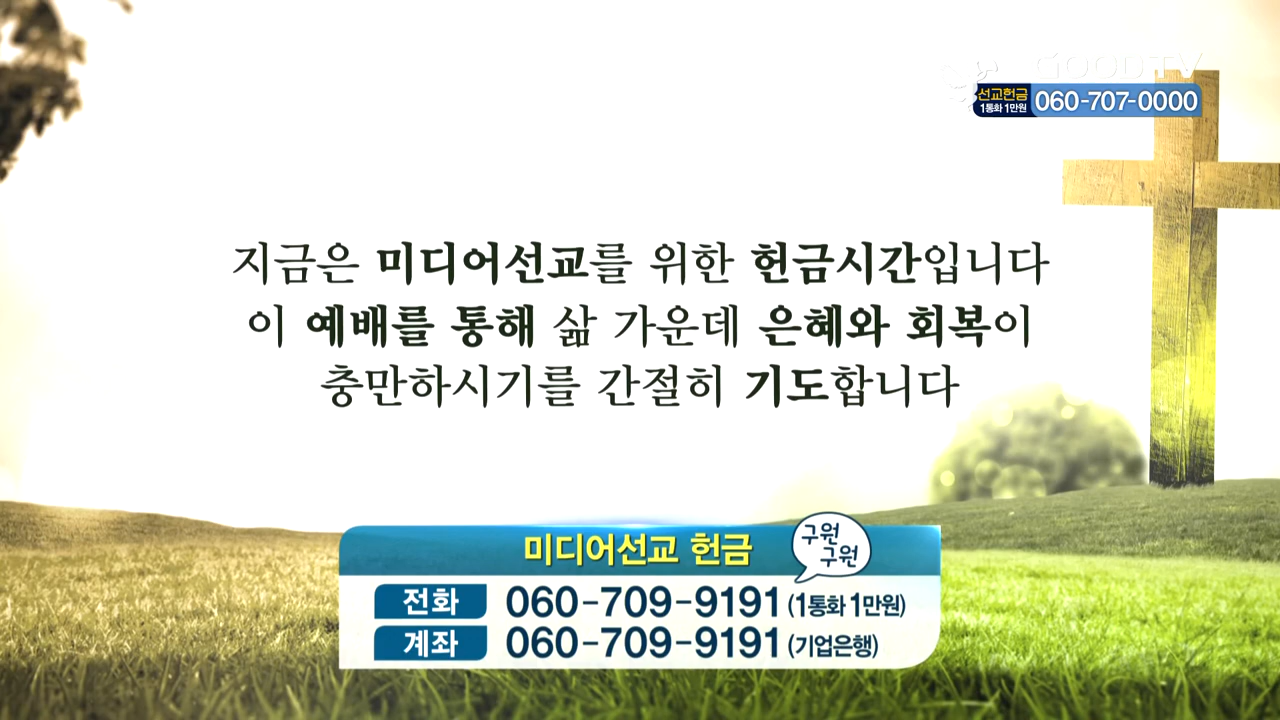 GOODTV
선교헌금
1통화 1만원
060-707-0000
지금은 미디어선교를 위한 헌금시간입니다
이 예배를 통해 삶 가운데 은혜와 회복이
충만하시기를 간절히 기도합니다
미디어선교 헌금
구원
구원
전화 060-709-9191 (1통화 1만원)
계좌 060-709-9191 (기업은행)